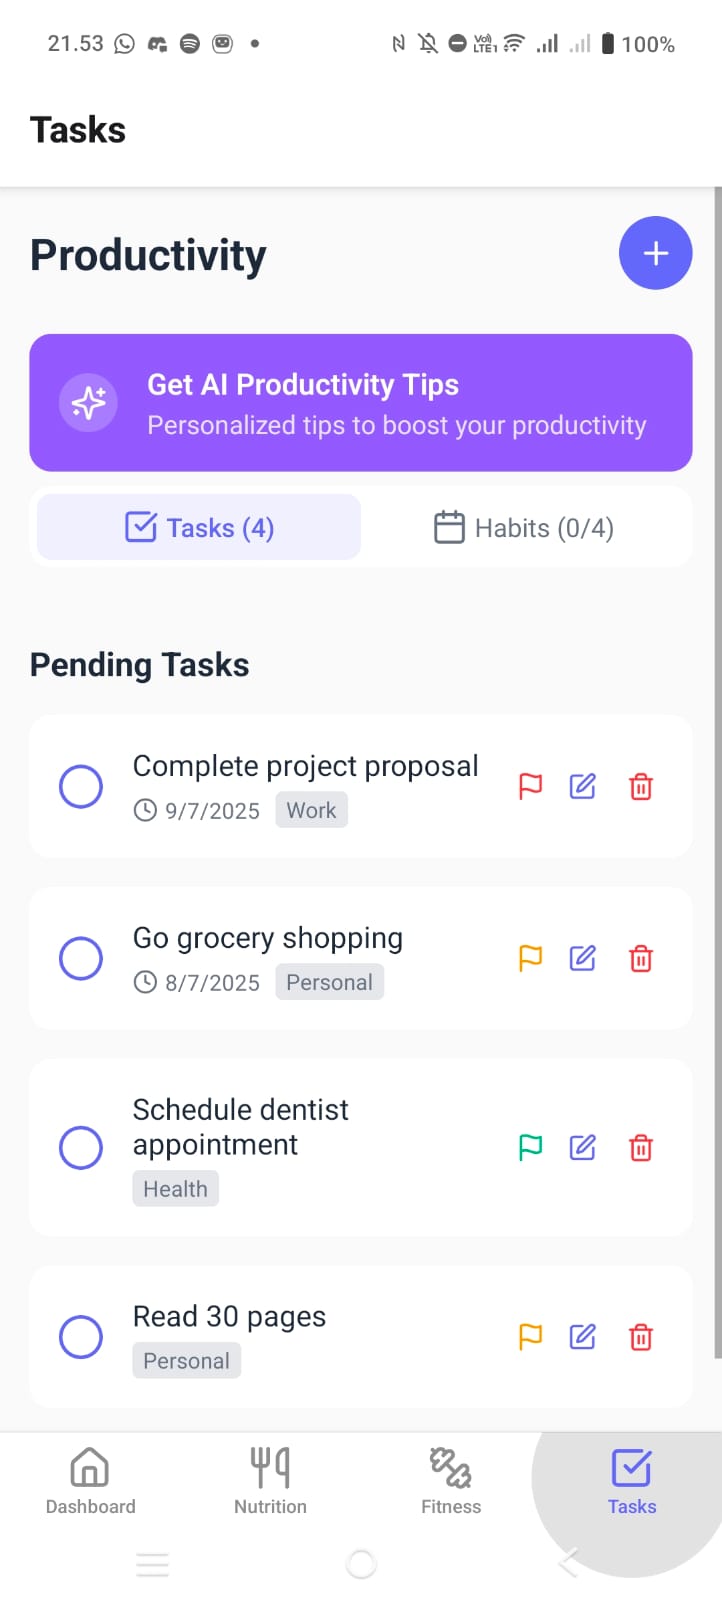 21.53
VoD LTE1 100%
Tasks
Productivity
Get AI Productivity Tips
Personalized tips to boost your productivity
Tasks (4)
Habits (0/4)
Pending Tasks
Complete project proposal
9/7/2025 Work
Go grocery shopping
8/7/2025 Personal
Schedule dentist
appointment
Health
Read 30 pages
Personal
Dashboard
Nutrition
Fitness
Tasks